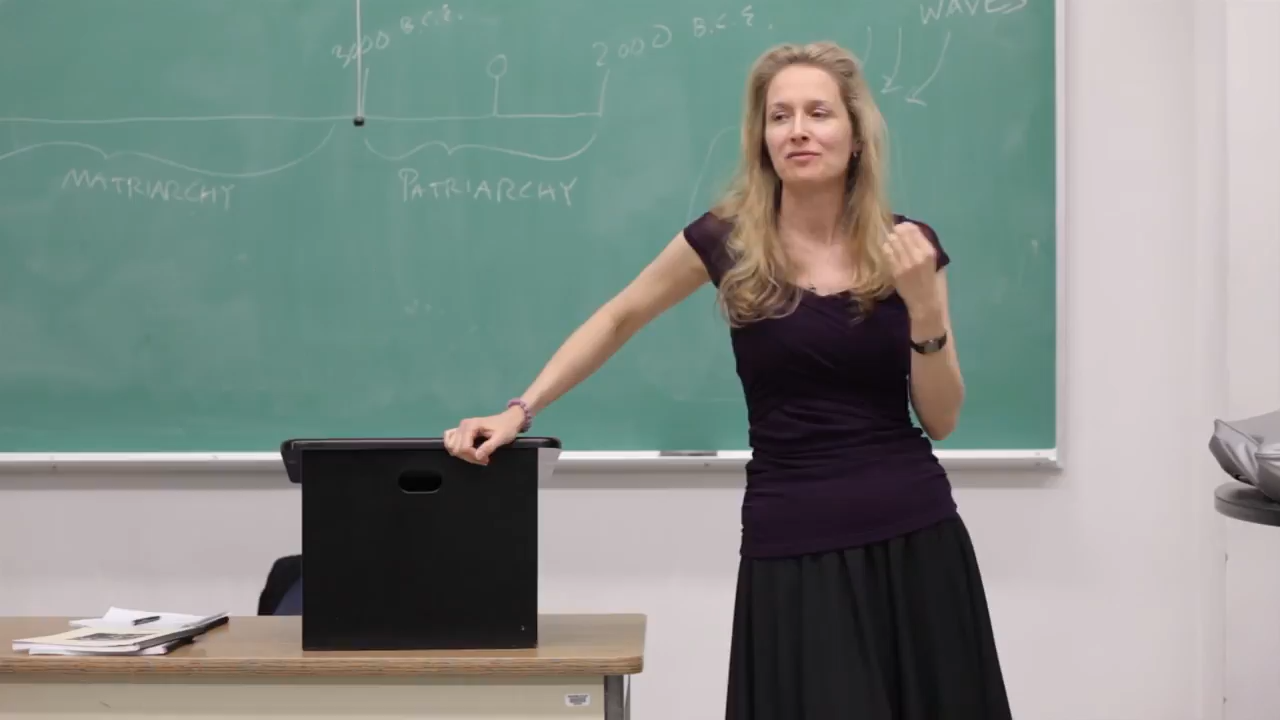 3000 B.C.E.
2000 B.C.E.
WAVES
MATRIARCHY
PATRIARCHY